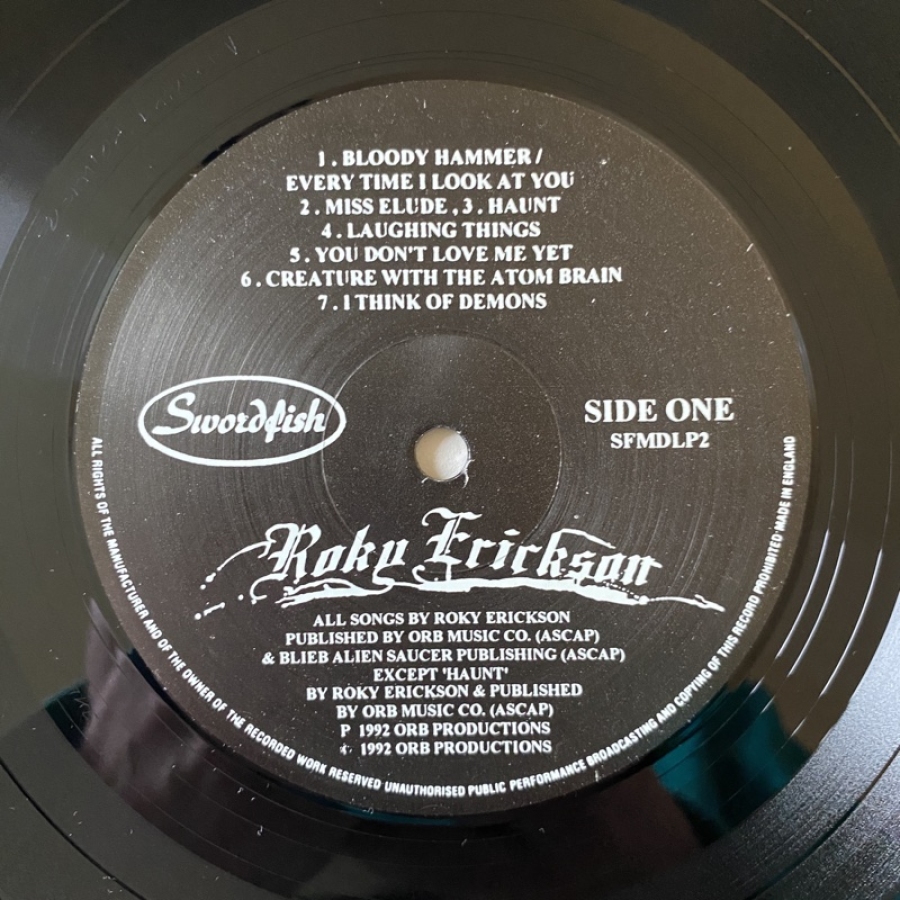 1. BLOODY HAMMER /
EVERY TIME I LOOK AT YOU
2. MISS ELUDE, 3. HAUNT
4. LAUGHING THINGS
5. YOU DON'T LOVE ME YET
6. CREATURE WITH THE ATOM BRAIN
7. I THINK OF DEMONS
Swordfish
SIDE ONE
SFMDLP2
Roky Erickson
ALL SONGS BY ROKY ERICKSON
PUBLISHED BY ORB MUSIC CO. (ASCAP)
& BLIEB ALIEN SAUCER PUBLISHING (ASCAP)
EXCEPT 'HAUNT'
BY ROKY ERICKSON & PUBLISHED
BY ORB MUSIC CO. (ASCAP)
P 1992 ORB PRODUCTIONS
1992 ORB PRODUCTIONS
ALL RIGHTS OF THE MANUFACTURER AND OF THE OWNER OF THE RECORDED WORK RESERVED UNAUTHORISED PUBLIC PERFORMANCE BROADCASTING AND COPYING OF THIS RECORD PROHIBITED MADE IN ENGLAND